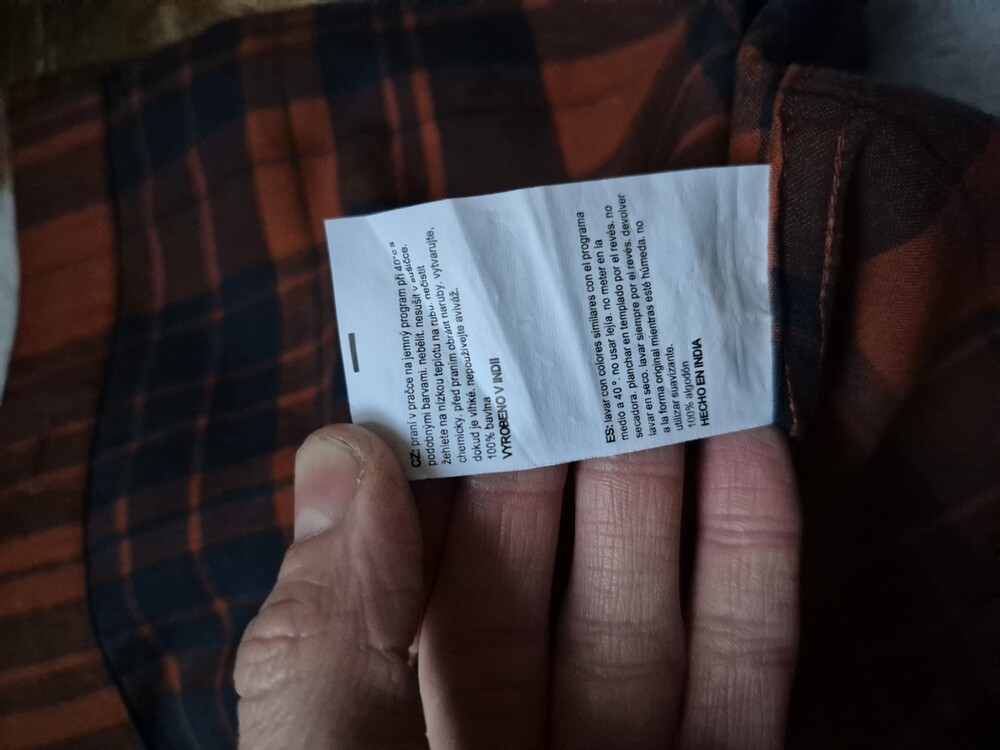 CZ: praní v pračce na jemný program při 40°c s
podobnými barvami. nebělit. nesušit v sušičce.
žehlete na nízkou teplotu na rubu. nečistit
chemicky. před praním obrátit naruby. vytvarujte,
dokud je vlhké. nepoužívejte aviváž.
100% bavlna
VYROBENO V INDII
ES: lavar con colores similares con el programa
medio a 40 °. no usar lejía. no meter en la
secadora. planchar en templado por el revés. no
lavar en seco. lavar siempre por el revés. devolver
a la forma original mientras esté húmeda. no
utilizar suavizante.
100% algodón
HECHO EN INDIA